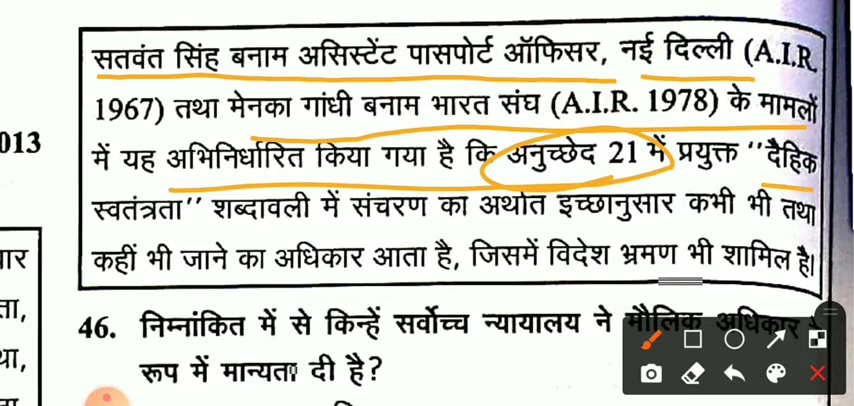 सतवंत सिंह बनाम असिस्टेंट पासपोर्ट ऑफिसर, नई दिल्ली (A.I.R.
1967) तथा मेनका गांधी बनाम भारत संघ (A.I.R. 1978) के मामलों
में यह अभिनिर्धारित किया गया है कि अनुच्छेद 21 में प्रयुक्त "दैहिक
स्वतंत्रता" शब्दावली में संचरण का अर्थात इच्छानुसार कभी भी तथा
कहीं भी जाने का अधिकार आता है, जिसमें विदेश भ्रमण भी शामिल है।
013
46. निम्नांकित में से किन्हें सर्वोच्च न्यायालय ने मौलिक अधिकार
रूप में मान्यता दी है?